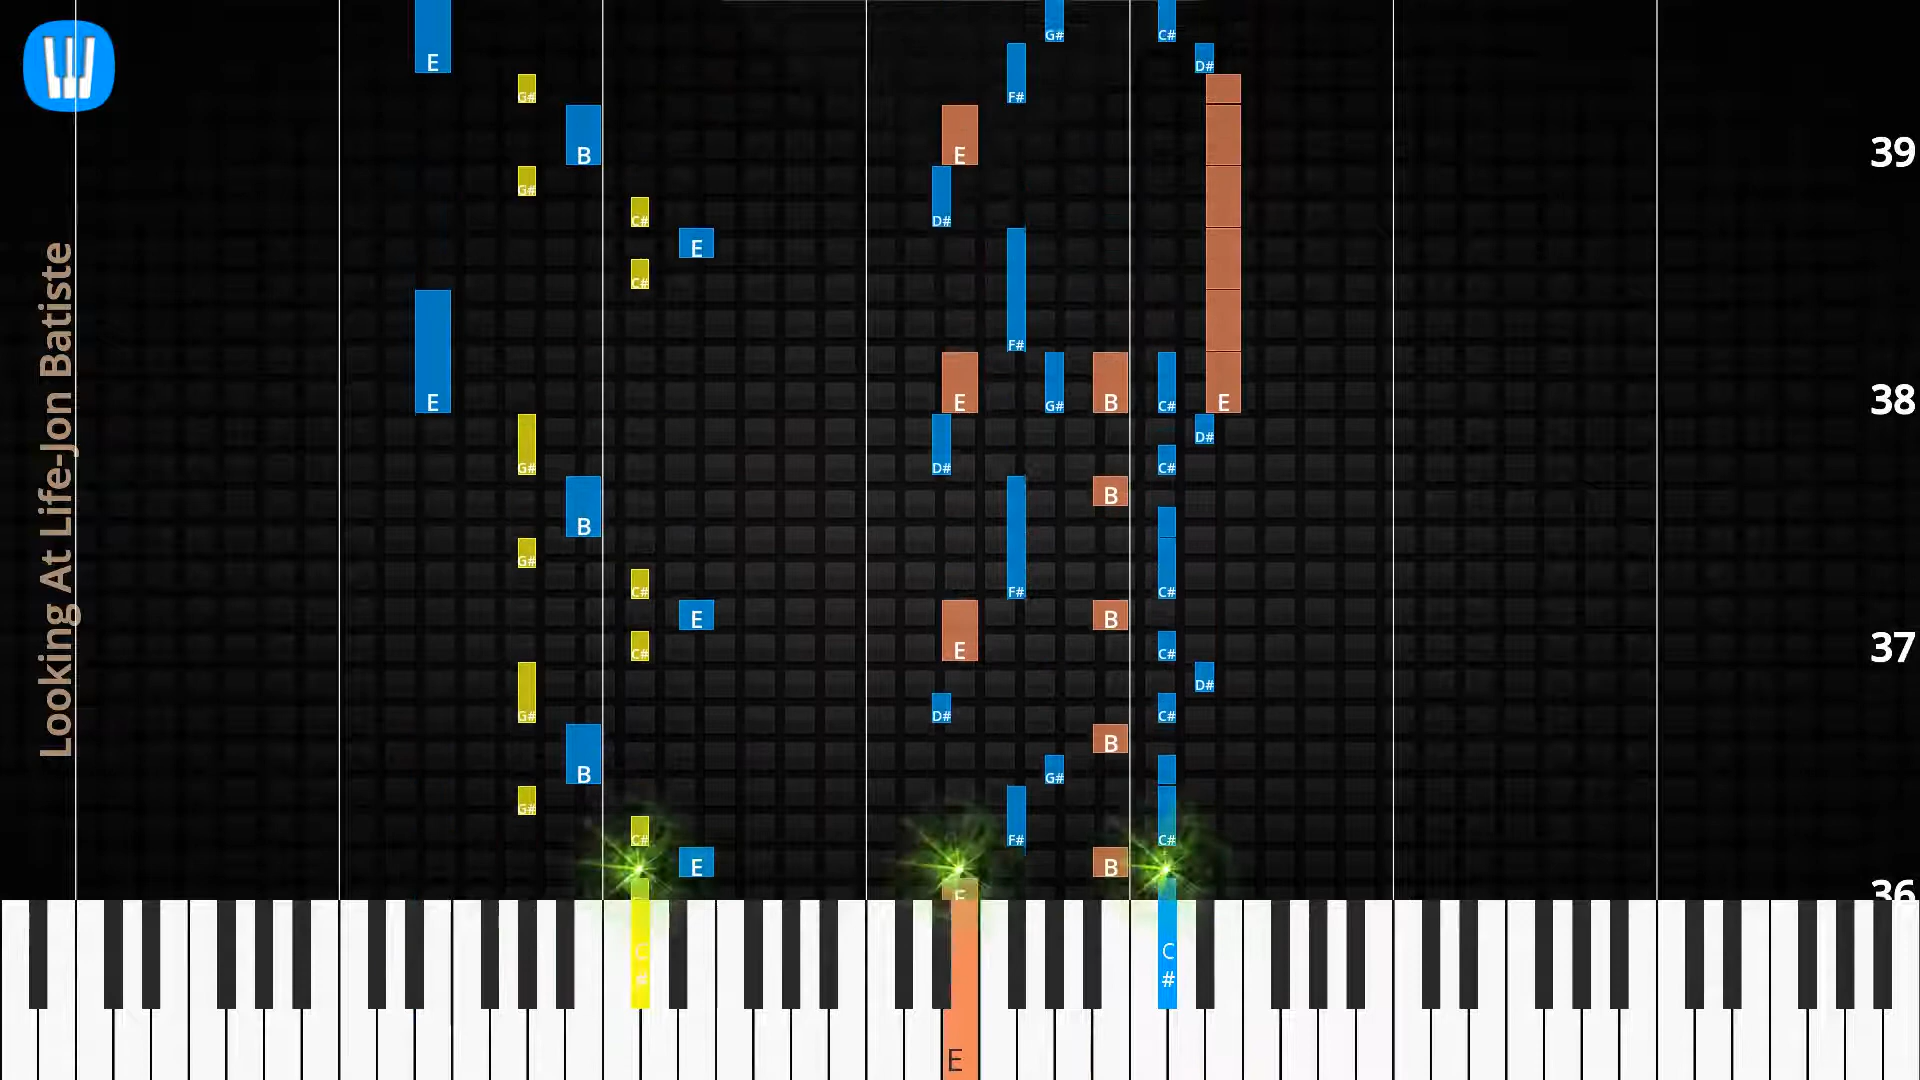 Looking At Life-Jon Batiste
G# C#
E D#
G# F#
39
B E
G# D#
C#
E
C#
F#
38
E E G# B C# E
D#
G# D# C#
B
B
G#
C# F# C#
E B
37
C# E C#
D#
G# D# C#
B
B G#
G#
C# F# C#
E B
36
E
C# C#
E